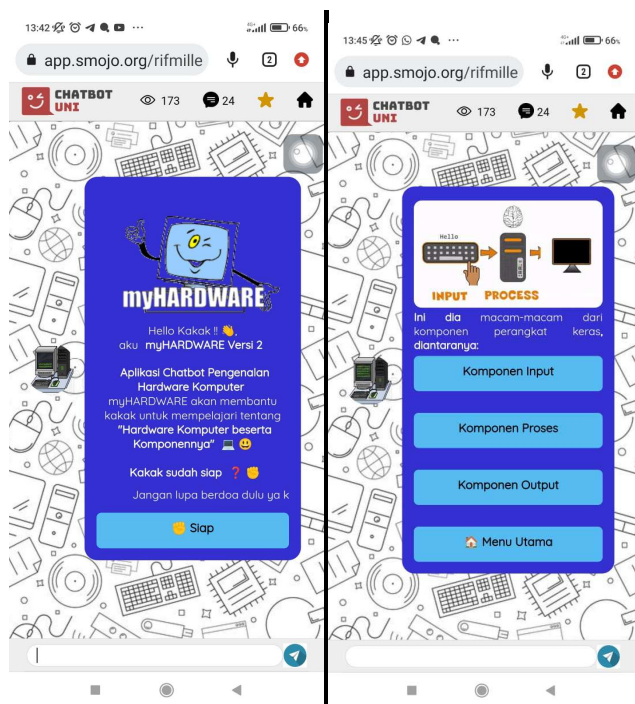 13:42
4G+
66%
app.smojo.org/rifmille
2
CHATBOT
UNI
173
24
myHARDWARE
Hello Kakak !! 👋,
aku myHARDWARE Versi 2
Aplikasi Chatbot Pengenalan
Hardware Komputer
myHARDWARE akan membantu
kakak untuk mempelajari tentang
"Hardware Komputer beserta
Komponennya" 💻 😃
Kakak sudah siap ❓ ✊
Jangan lupa berdoa dulu ya k
✊ Siap
13:45
4G+
66%
app.smojo.org/rifmille
2
CHATBOT
UNI
173
24
Hello
INPUT PROCESS
Ini dia macam-macam dari
komponen perangkat keras,
diantaranya:
Komponen Input
Komponen Proses
Komponen Output
🏠 Menu Utama